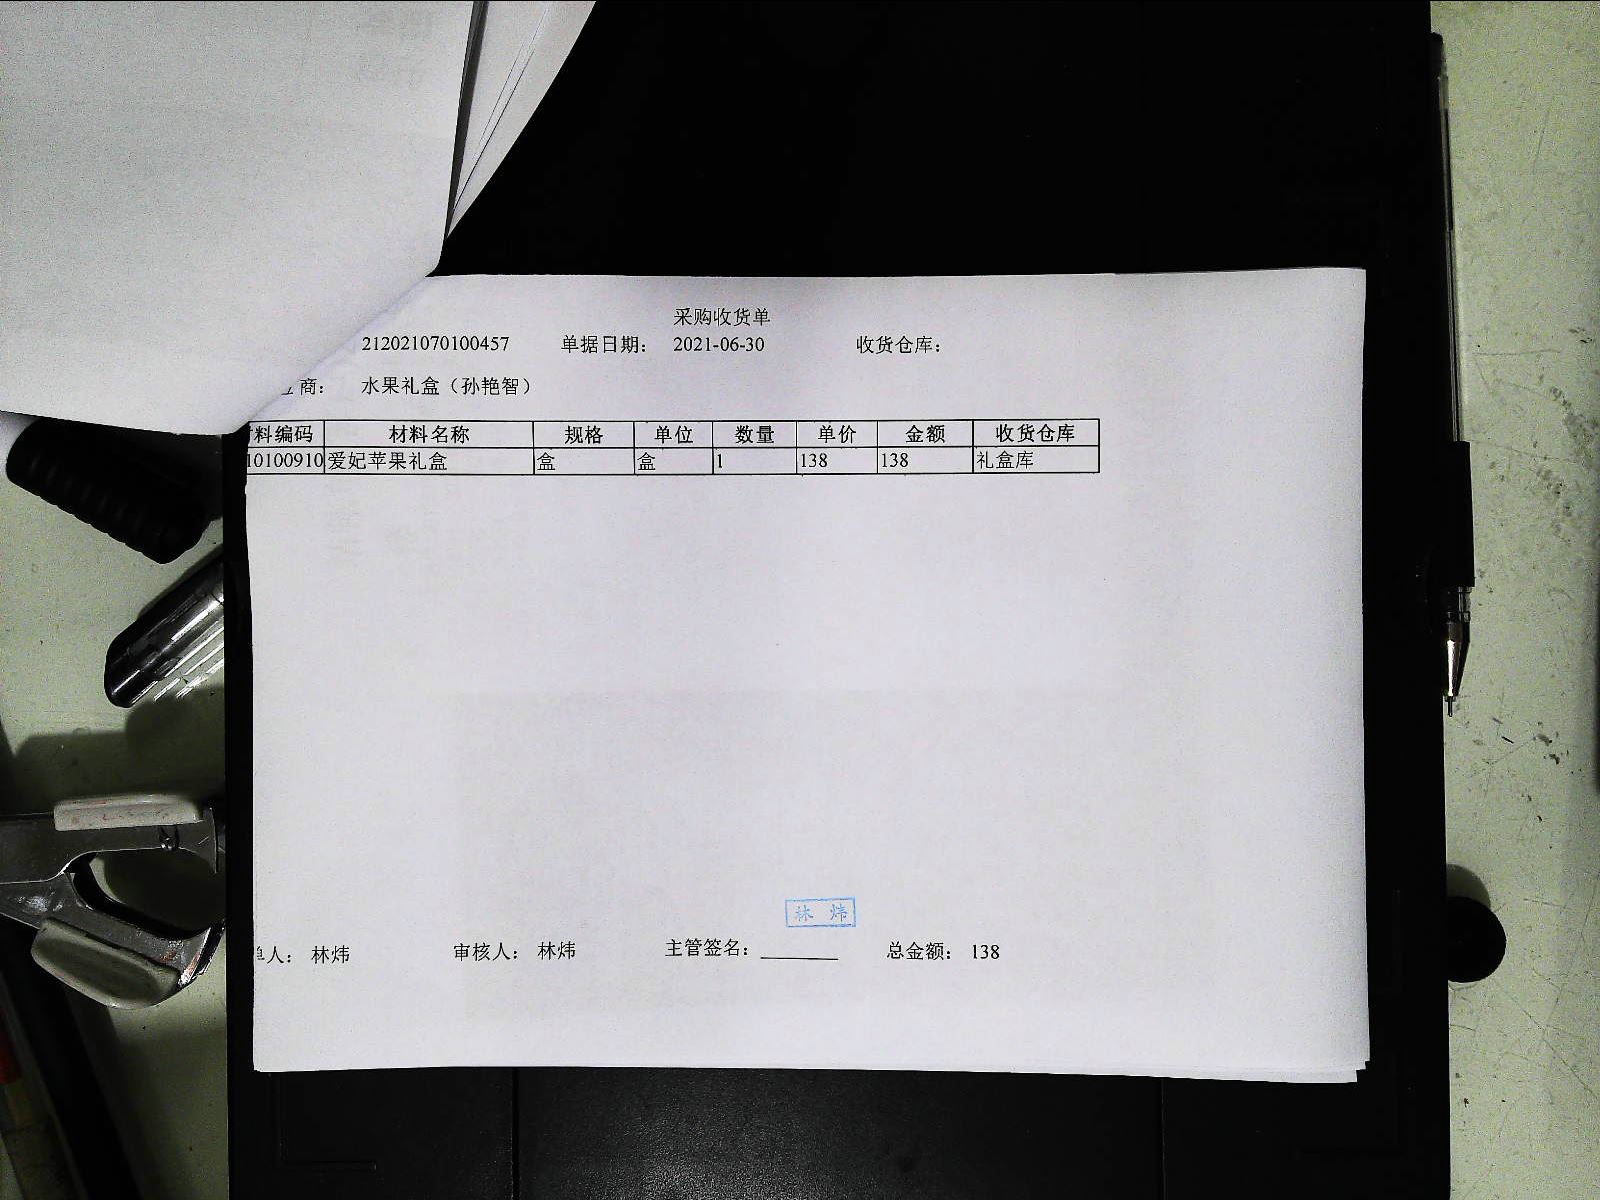 采购收货单
212021070100457 单据日期： 2021-06-30 收货仓库：
商： 水果礼盒（孙艳智）
料编码 材料名称 规格 单位 数量 单价 金额 收货仓库
10100910 爱妃苹果礼盒 盒 盒 1 138 138 礼盒库
林 炜
单人： 林炜 审核人： 林炜 主管签名： 总金额： 138